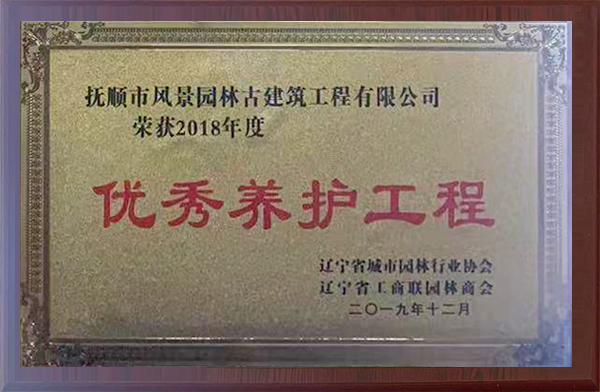 抚顺市风景园林古建筑工程有限公司
荣获2018年度
优秀养护工程
辽宁省城市园林行业协会
辽宁省工商联园林商会
二〇一九年十二月